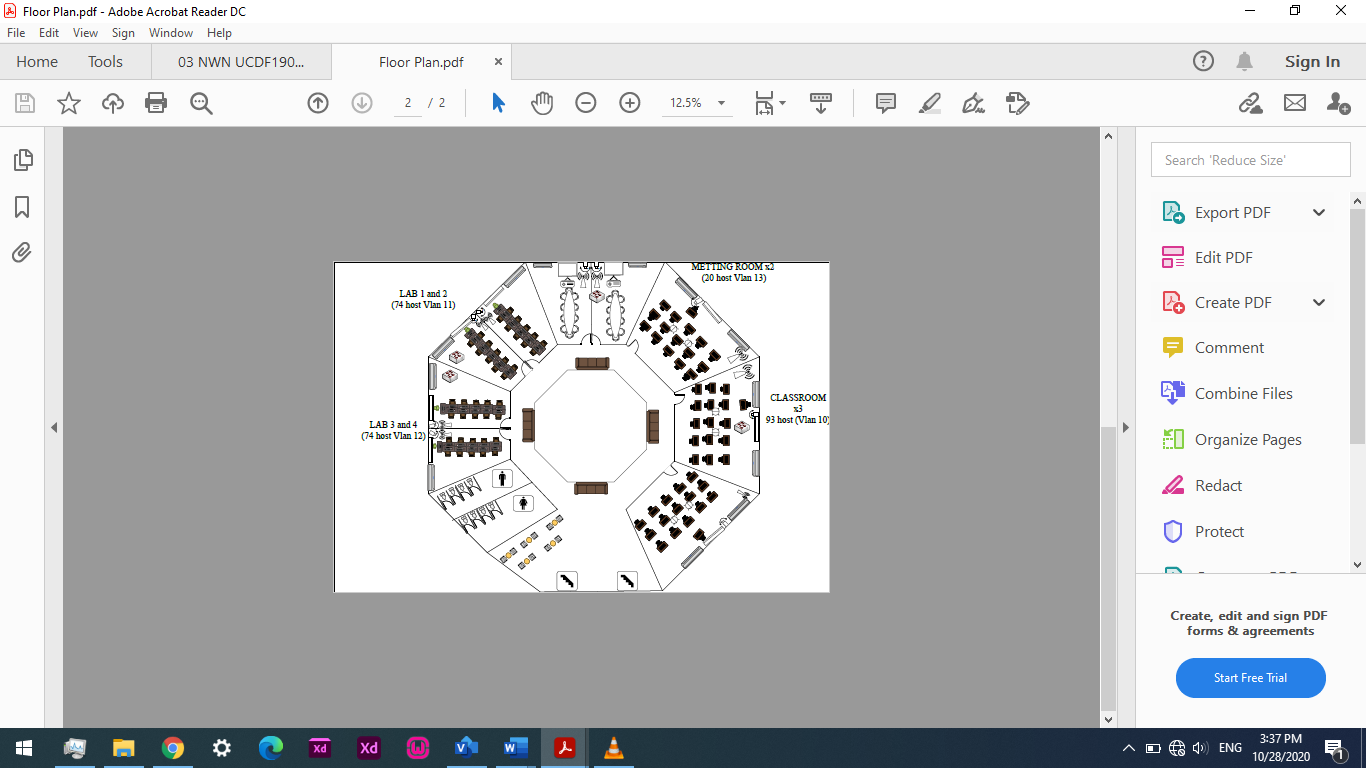 Floor Plan.pdf - Adobe Acrobat Reader DC
File Edit View Sign Window Help
Home Tools 03 NWN UCDF190... Floor Plan.pdf Sign In
2 / 2 12.5%
Search 'Reduce Size'
Export PDF
Edit PDF
Create PDF
Comment
Combine Files
Organize Pages
Redact
Protect
Create, edit and sign PDF
forms & agreements
Start Free Trial
METTING ROOM x2
(20 host Vlan 13)
LAB 1 and 2
(74 host Vlan 11)
CLASSROOM
x3
93 host (Vlan 10)
LAB 3 and 4
(74 host Vlan 12)
Xd Xd W
ENG 3:37 PM
10/28/2020 1